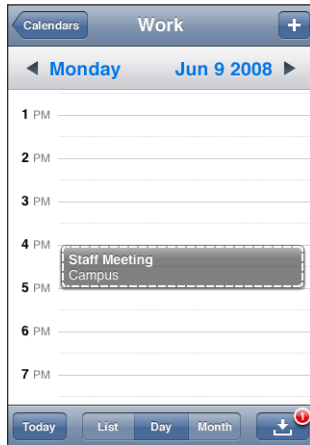 Calendars
Work
+
Monday
Jun 9 2008
1 PM
2 PM
3 PM
4 PM
Staff Meeting
Campus
5 PM
6 PM
7 PM
Today
List
Day
Month
1